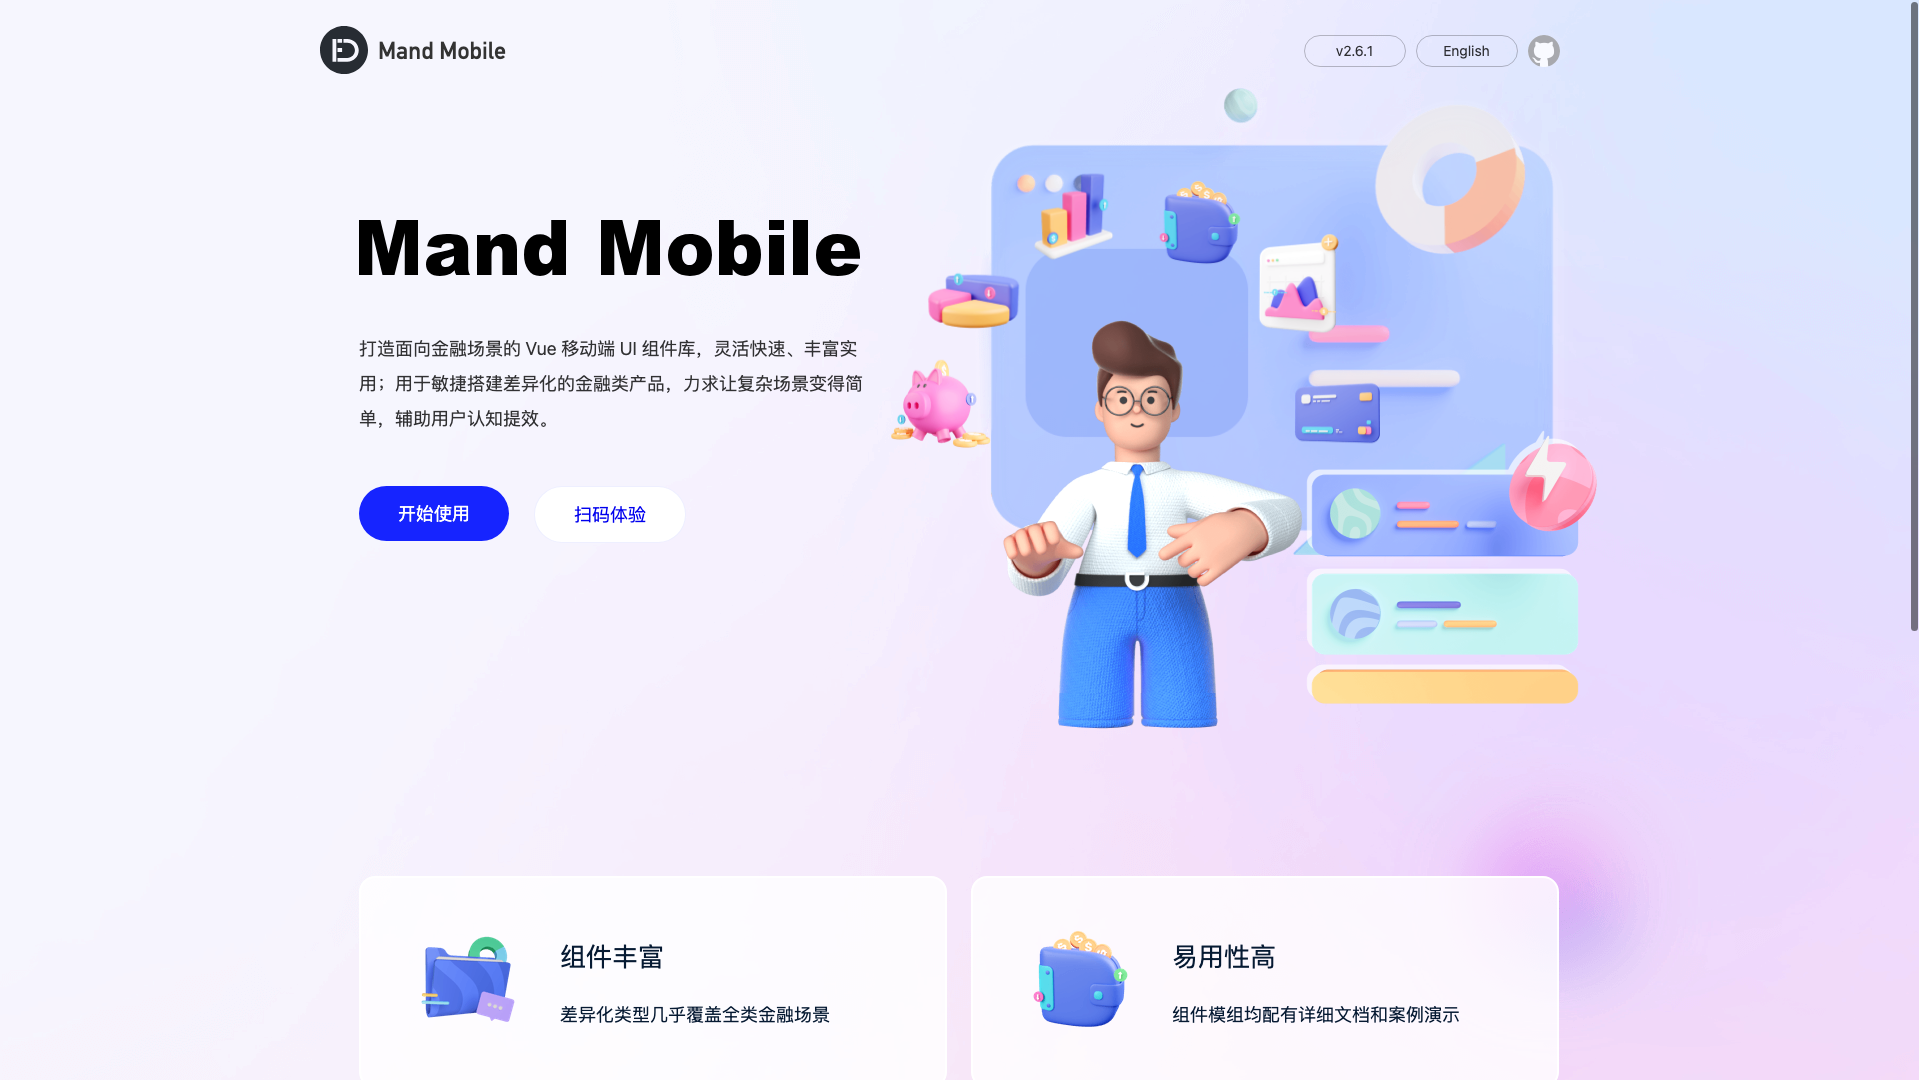 Mand Mobile
v2.6.1
English
Mand Mobile
打造面向金融场景的 Vue 移动端 UI 组件库，灵活快速、丰富实
用；用于敏捷搭建差异化的金融类产品，力求让复杂场景变得简
单，辅助用户认知提效。
开始使用
扫码体验
组件丰富
差异化类型几乎覆盖全类金融场景
易用性高
组件模组均配有详细文档和案例演示